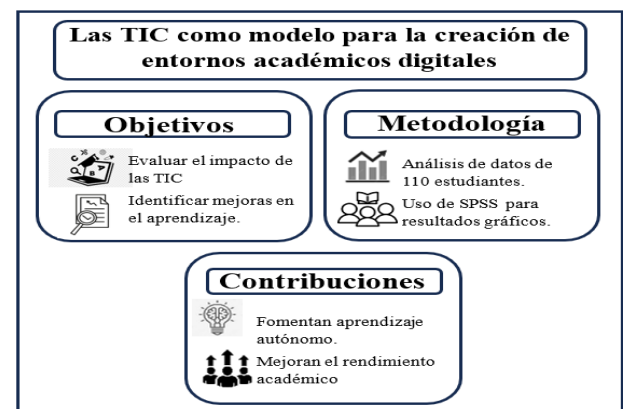 Las TIC como modelo para la creación de
entornos académicos digitales
Objetivos
Evaluar el impacto de
las TIC
Identificar mejoras en
el aprendizaje.
Metodología
Análisis de datos de
110 estudiantes.
Uso de SPSS para
resultados gráficos.
Contribuciones
Fomentan aprendizaje
autónomo.
Mejoran el rendimiento
académico